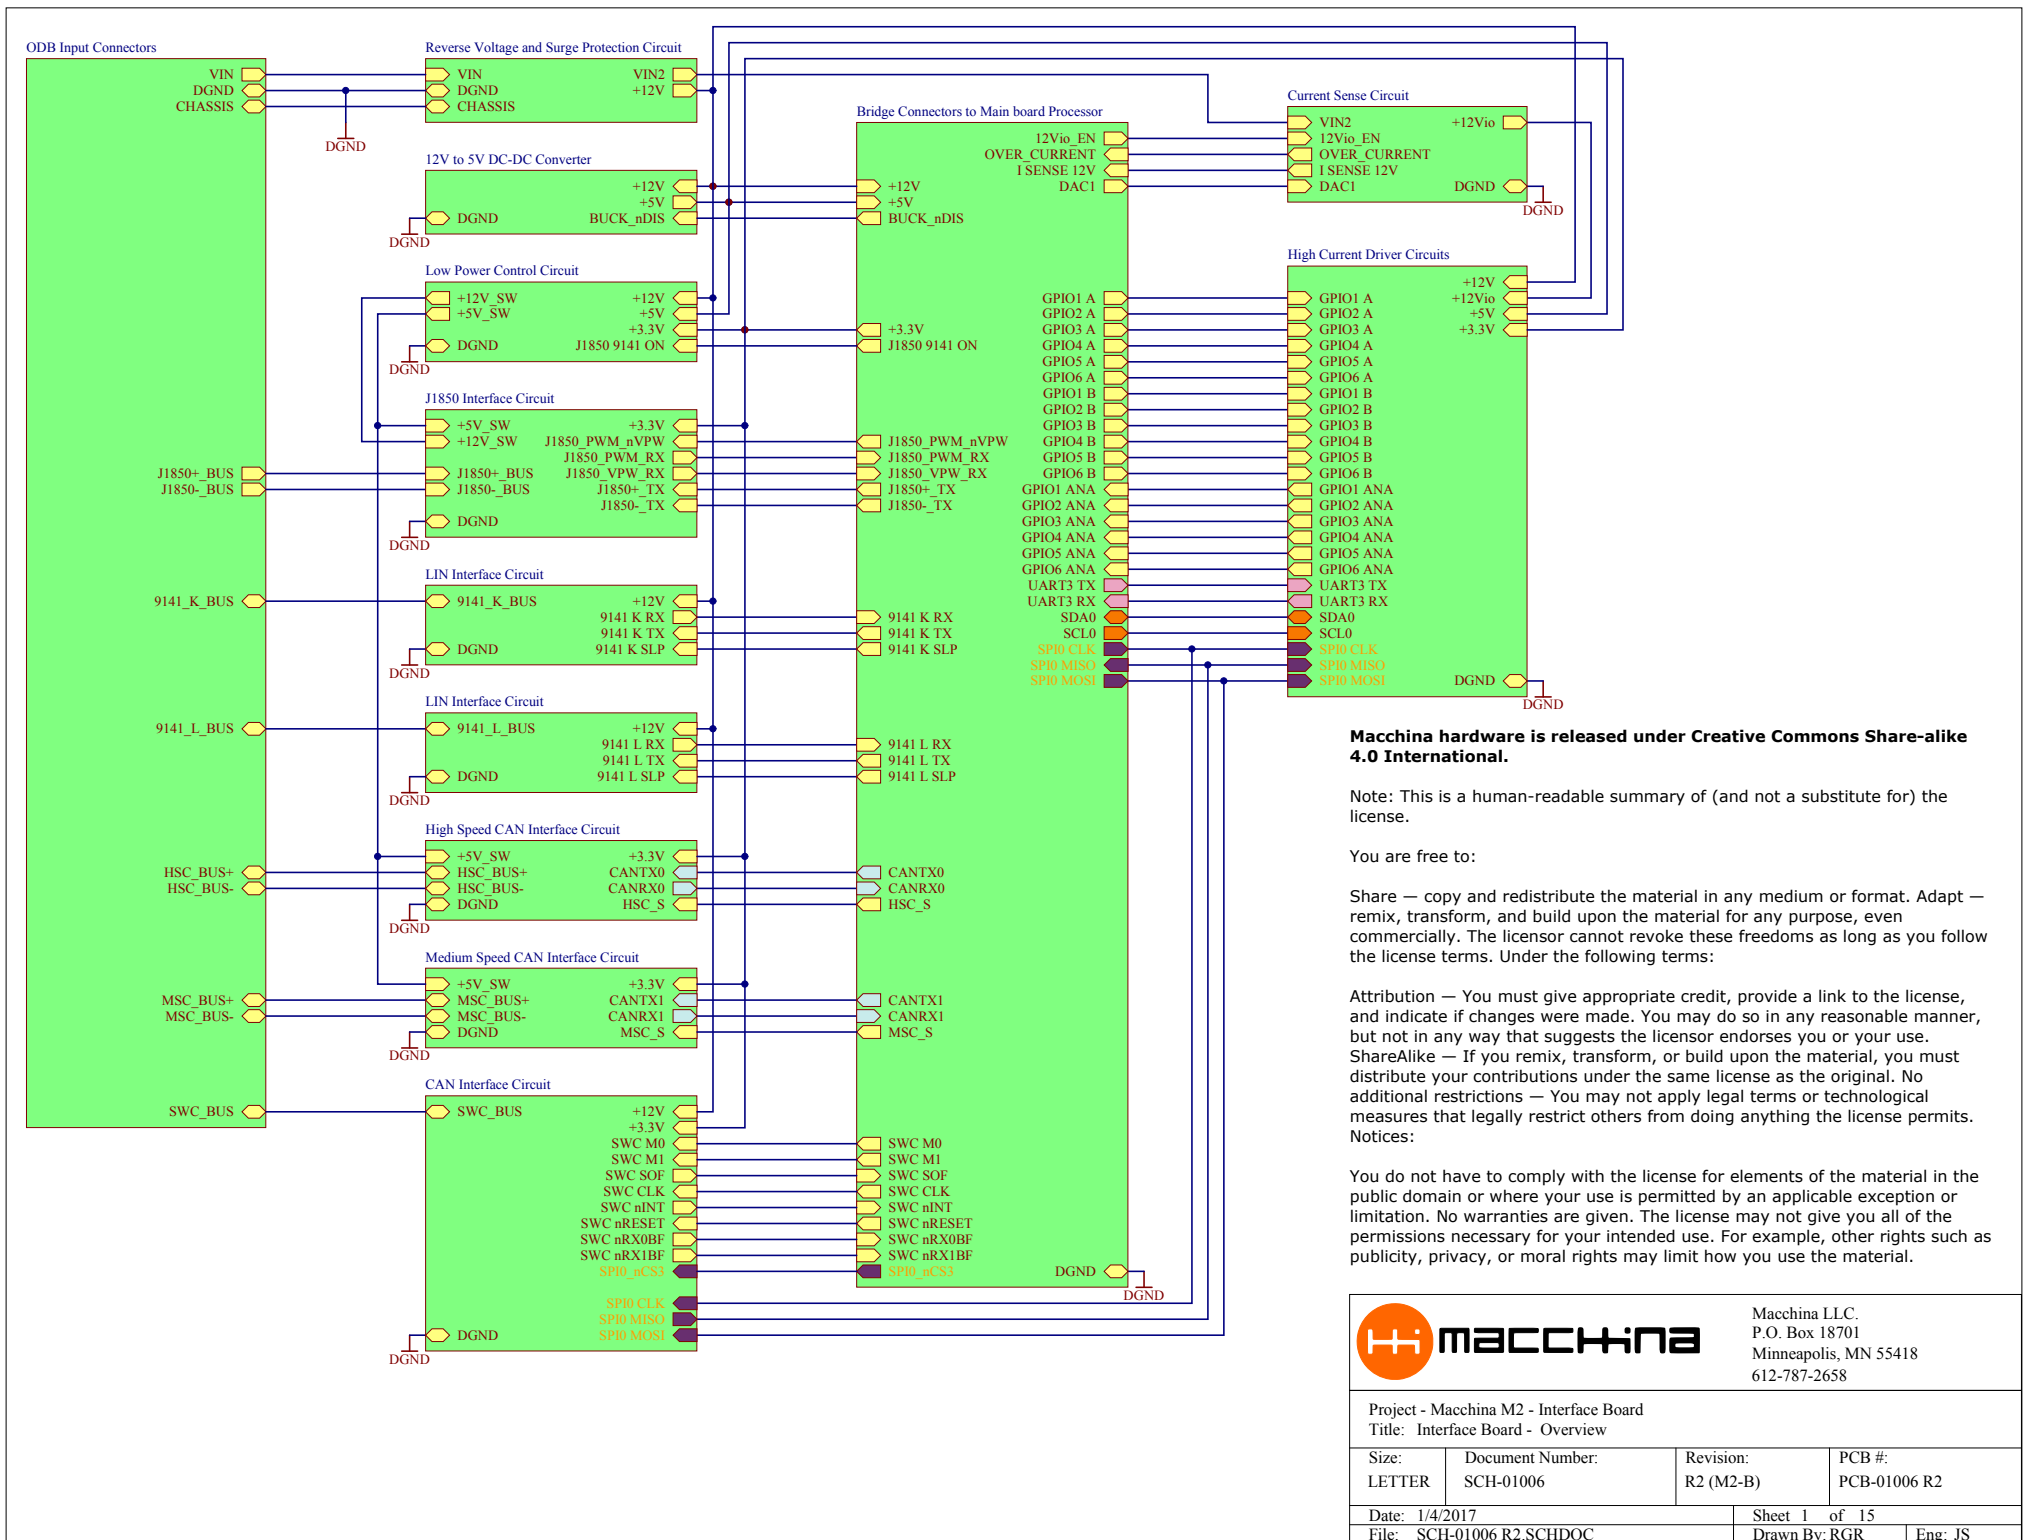 ODB Input Connectors
VIN
DGND
CHASSIS
J1850+_BUS
J1850-_BUS
9141_K_BUS
9141_L_BUS
HSC_BUS+
HSC_BUS-
MSC_BUS+
MSC_BUS-
SWC_BUS
DGND
Reverse Voltage and Surge Protection Circuit
VIN VIN2
DGND +12V
CHASSIS
12V to 5V DC-DC Converter
+12V
+5V
DGND BUCK_nDIS
DGND
Low Power Control Circuit
+12V_SW +12V
+5V_SW +5V
+3.3V
DGND J1850 9141 ON
DGND
J1850 Interface Circuit
+5V_SW +3.3V
+12V_SW J1850_PWM_nVPW
J1850_PWM_RX
J1850+_BUS J1850_VPW_RX
J1850-_BUS J1850+_TX
J1850-_TX
DGND
DGND
LIN Interface Circuit
9141_K_BUS +12V
9141 K RX
9141 K TX
DGND 9141 K SLP
DGND
LIN Interface Circuit
9141_L_BUS +12V
9141 L RX
9141 L TX
DGND 9141 L SLP
DGND
High Speed CAN Interface Circuit
+5V_SW +3.3V
HSC_BUS+ CANTX0
HSC_BUS- CANRX0
DGND HSC_S
DGND
Medium Speed CAN Interface Circuit
+5V_SW +3.3V
MSC_BUS+ CANTX1
MSC_BUS- CANRX1
DGND MSC_S
DGND
CAN Interface Circuit
SWC_BUS +12V
+3.3V
SWC M0
SWC M1
SWC SOF
SWC CLK
SWC nINT
SWC nRESET
SWC nRX0BF
SWC nRX1BF
SPI0_nCS3
SPI0 CLK
SPI0 MISO
DGND SPI0 MOSI
DGND
Bridge Connectors to Main board Processor
12Vio_EN
OVER_CURRENT
I SENSE 12V
+12V DAC1
+5V
BUCK_nDIS
GPIO1 A
GPIO2 A
+3.3V GPIO3 A
J1850 9141 ON GPIO4 A
GPIO5 A
GPIO6 A
GPIO1 B
GPIO2 B
GPIO3 B
J1850_PWM_nVPW GPIO4 B
J1850_PWM_RX GPIO5 B
J1850_VPW_RX GPIO6 B
J1850+_TX GPIO1 ANA
J1850-_TX GPIO2 ANA
GPIO3 ANA
GPIO4 ANA
GPIO5 ANA
GPIO6 ANA
UART3 TX
UART3 RX
9141 K RX SDA0
9141 K TX SCL0
9141 K SLP SPI0 CLK
SPI0 MISO
SPI0 MOSI
9141 L RX
9141 L TX
9141 L SLP
CANTX0
CANRX0
HSC_S
CANTX1
CANRX1
MSC_S
SWC M0
SWC M1
SWC SOF
SWC CLK
SWC nINT
SWC nRESET
SWC nRX0BF
SWC nRX1BF
SPI0_nCS3 DGND
DGND
Current Sense Circuit
VIN2 +12Vio
12Vio_EN
OVER_CURRENT
I SENSE 12V
DAC1 DGND
DGND
High Current Driver Circuits
+12V
GPIO1 A +12Vio
GPIO2 A +5V
GPIO3 A +3.3V
GPIO4 A
GPIO5 A
GPIO6 A
GPIO1 B
GPIO2 B
GPIO3 B
GPIO4 B
GPIO5 B
GPIO6 B
GPIO1 ANA
GPIO2 ANA
GPIO3 ANA
GPIO4 ANA
GPIO5 ANA
GPIO6 ANA
UART3 TX
UART3 RX
SDA0
SCL0
SPI0 CLK
SPI0 MISO
SPI0 MOSI DGND
DGND
Macchina hardware is released under Creative Commons Share-alike
4.0 International.
Note: This is a human-readable summary of (and not a substitute for) the
license.
You are free to:
Share — copy and redistribute the material in any medium or format. Adapt —
remix, transform, and build upon the material for any purpose, even
commercially. The licensor cannot revoke these freedoms as long as you follow
the license terms. Under the following terms:
Attribution — You must give appropriate credit, provide a link to the license,
and indicate if changes were made. You may do so in any reasonable manner,
but not in any way that suggests the licensor endorses you or your use.
ShareAlike — If you remix, transform, or build upon the material, you must
distribute your contributions under the same license as the original. No
additional restrictions — You may not apply legal terms or technological
measures that legally restrict others from doing anything the license permits.
Notices:
You do not have to comply with the license for elements of the material in the
public domain or where your use is permitted by an applicable exception or
limitation. No warranties are given. The license may not give you all of the
permissions necessary for your intended use. For example, other rights such as
publicity, privacy, or moral rights may limit how you use the material.
macchina
Macchina LLC.
P.O. Box 18701
Minneapolis, MN 55418
612-787-2658
Project - Macchina M2 - Interface Board
Title: Interface Board - Overview
Size: Document Number: Revision: PCB #:
LETTER SCH-01006 R2 (M2-B) PCB-01006 R2
Date: 1/4/2017 Sheet 1 of 15
File: SCH-01006 R2.SCHDOC Drawn By: RGR Eng: JS